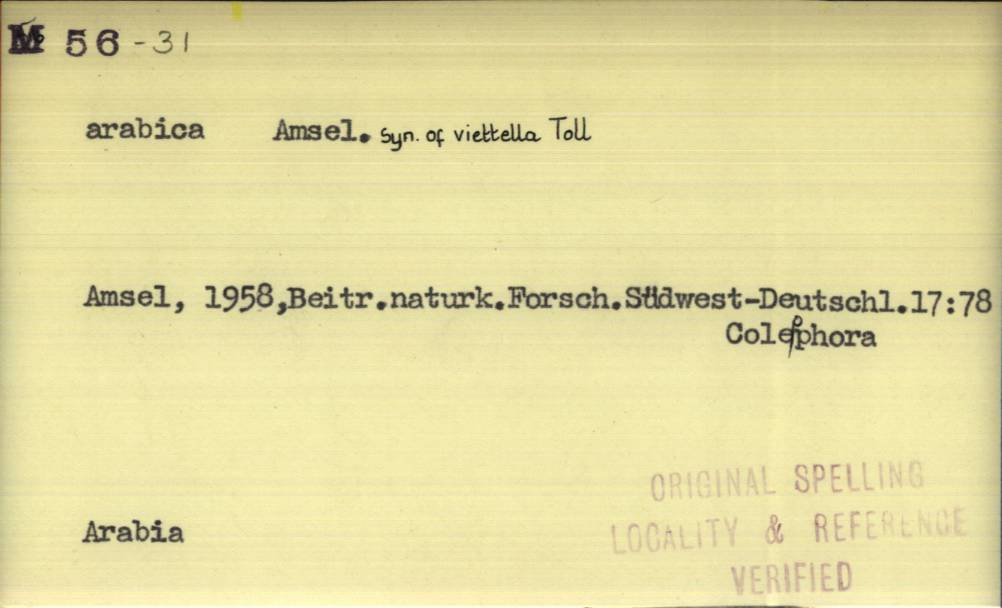 M 56 - 31
arabica Amsel. Syn. of viettella Toll
Amsel, 1958, Beitr.naturk.Forsch.Südwest-Deutschl.17:78
Coleophora
Arabia
ORIGINAL SPELLING
LOCALITY & REFERENCE
VERIFIED